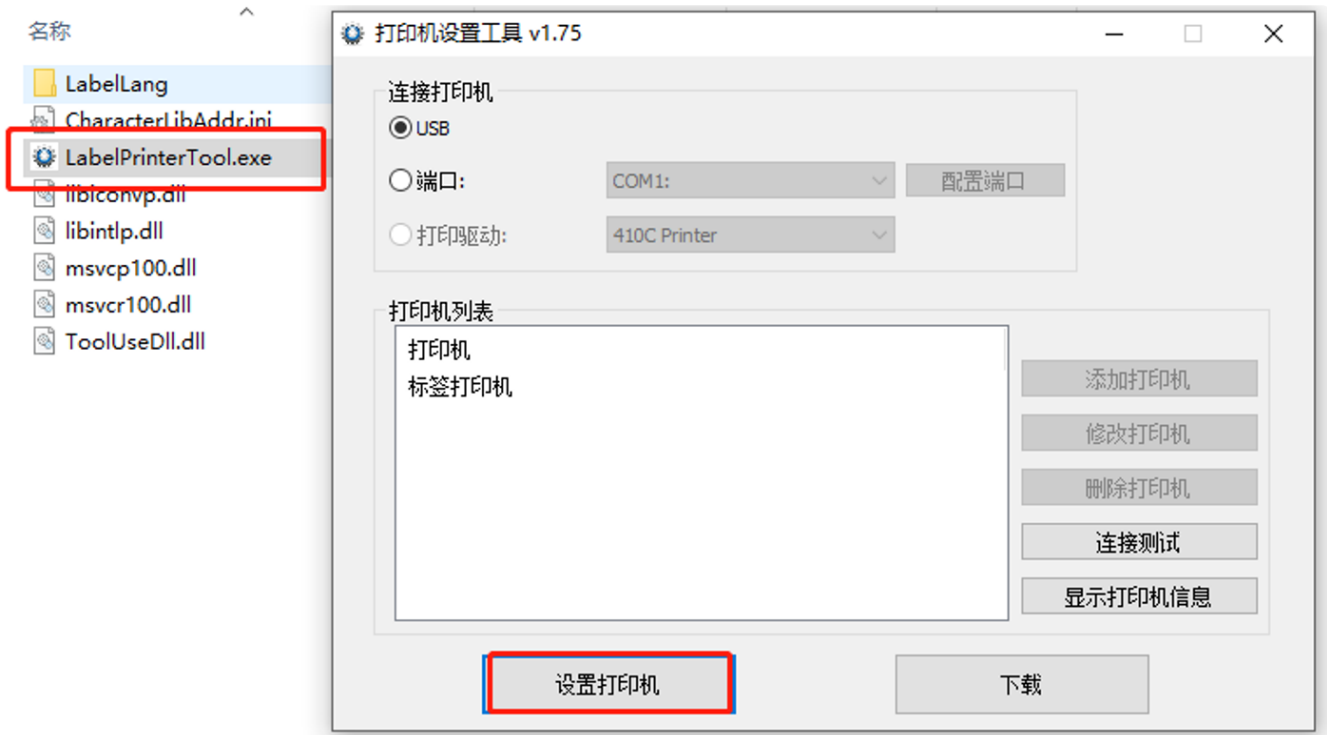 名称
LabelLang
CharacterLibAddr.ini
LabelPrinterTool.exe
libiconvp.dll
libintlp.dll
msvcp100.dll
msvcr100.dll
ToolUseDll.dll
打印机设置工具 v1.75
连接打印机
USB
端口: COM1: 配置端口
打印驱动: 410C Printer
打印机列表
打印机
标签打印机
添加打印机
修改打印机
删除打印机
连接测试
显示打印机信息
设置打印机 下载